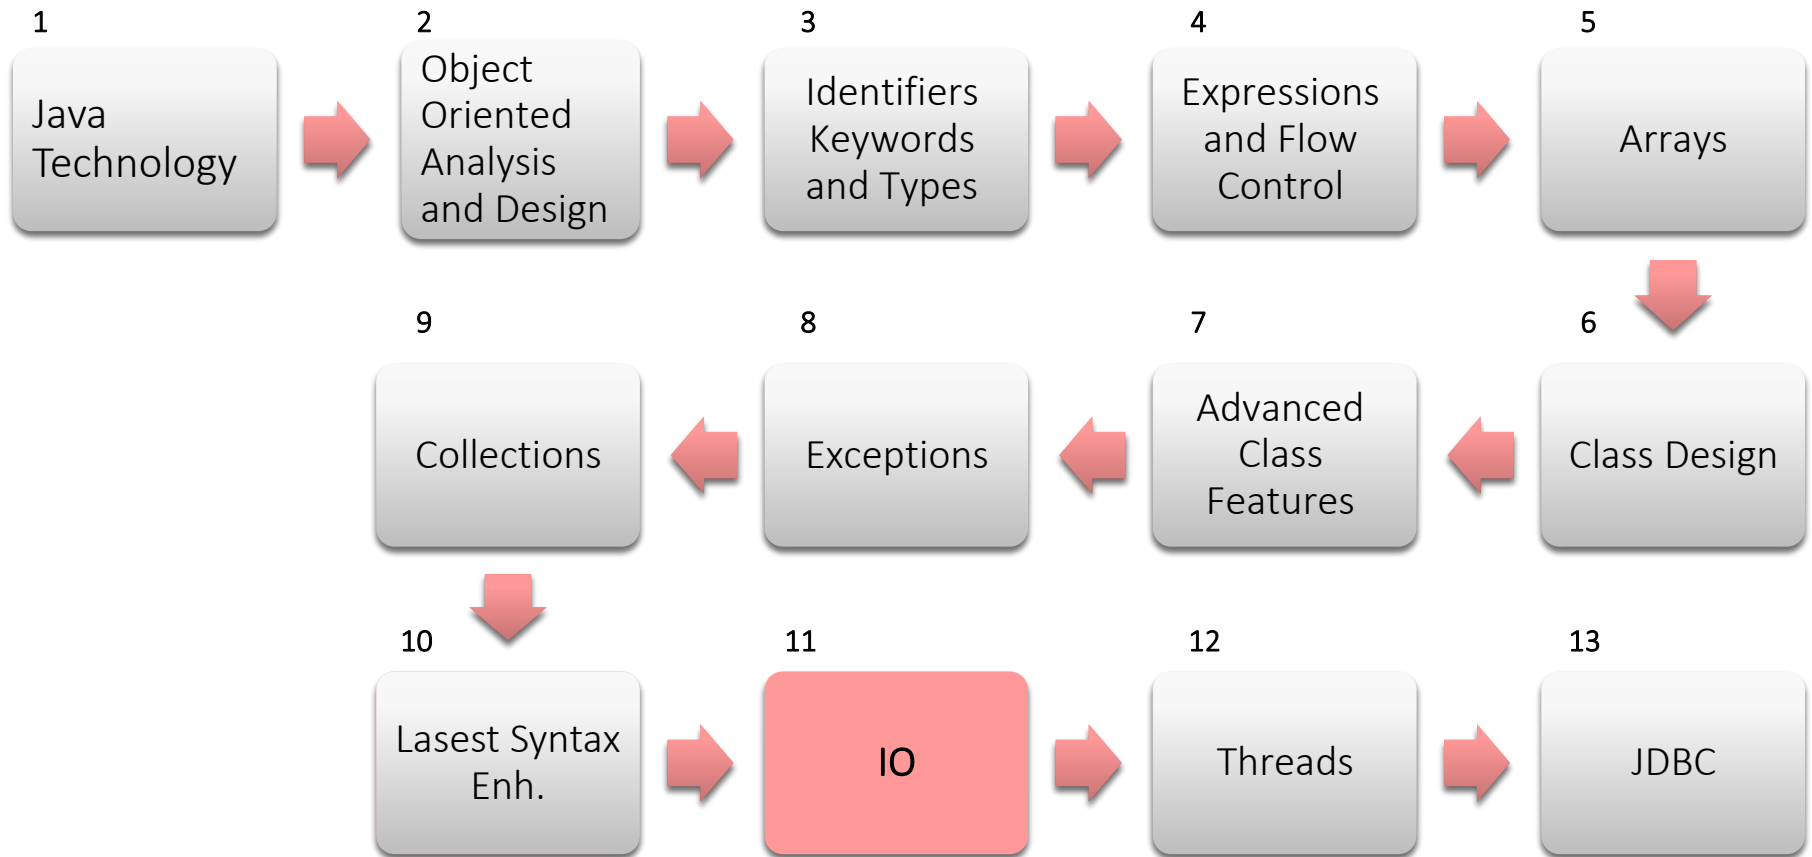 1
Java
Technology
2
Object
Oriented
Analysis
and Design
3
Identifiers
Keywords
and Types
4
Expressions
and Flow
Control
5
Arrays
6
Class Design
7
Advanced
Class
Features
8
Exceptions
9
Collections
10
Lasest Syntax
Enh.
11
IO
12
Threads
13
JDBC